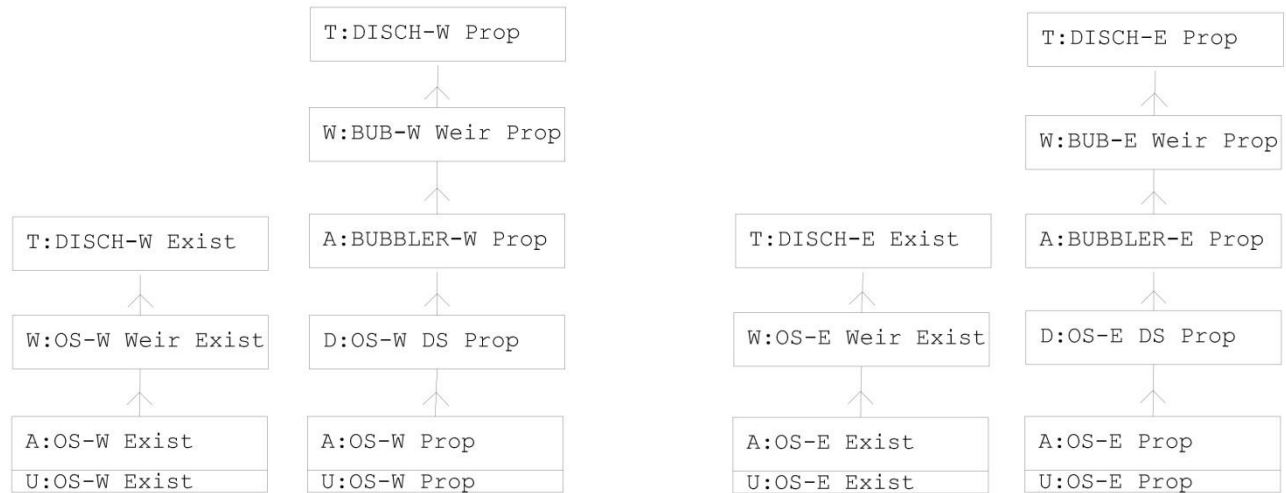 T:DISCH-W Prop
W:BUB-W Weir Prop
T:DISCH-W Exist
A:BUBBLER-W Prop
W:OS-W Weir Exist
D:OS-W DS Prop
A:OS-W Exist
U:OS-W Exist
A:OS-W Prop
U:OS-W Prop
T:DISCH-E Prop
W:BUB-E Weir Prop
T:DISCH-E Exist
A:BUBBLER-E Prop
W:OS-E Weir Exist
D:OS-E DS Prop
A:OS-E Exist
U:OS-E Exist
A:OS-E Prop
U:OS-E Prop